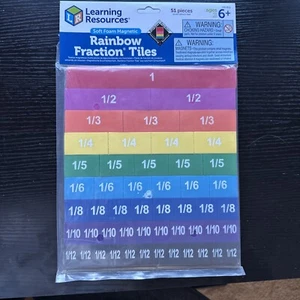 Learning
Resources®
51 pieces
6+
Soft Foam Magnetic
Rainbow
Fraction® Tiles
WARNING:
WARNING:
1
1/2 1/2
1/3 1/3 1/3
1/4 1/4 1/4 1/4
1/5 1/5 1/5 1/5 1/5
1/6 1/6 1/6 1/6 1/6 1/6
1/8 1/8 1/8 1/8 1/8 1/8 1/8 1/8
1/10 1/10 1/10 1/10 1/10 1/10 1/10 1/10 1/10 1/10
1/12 1/12 1/12 1/12 1/12 1/12 1/12 1/12 1/12 1/12 1/12 1/12